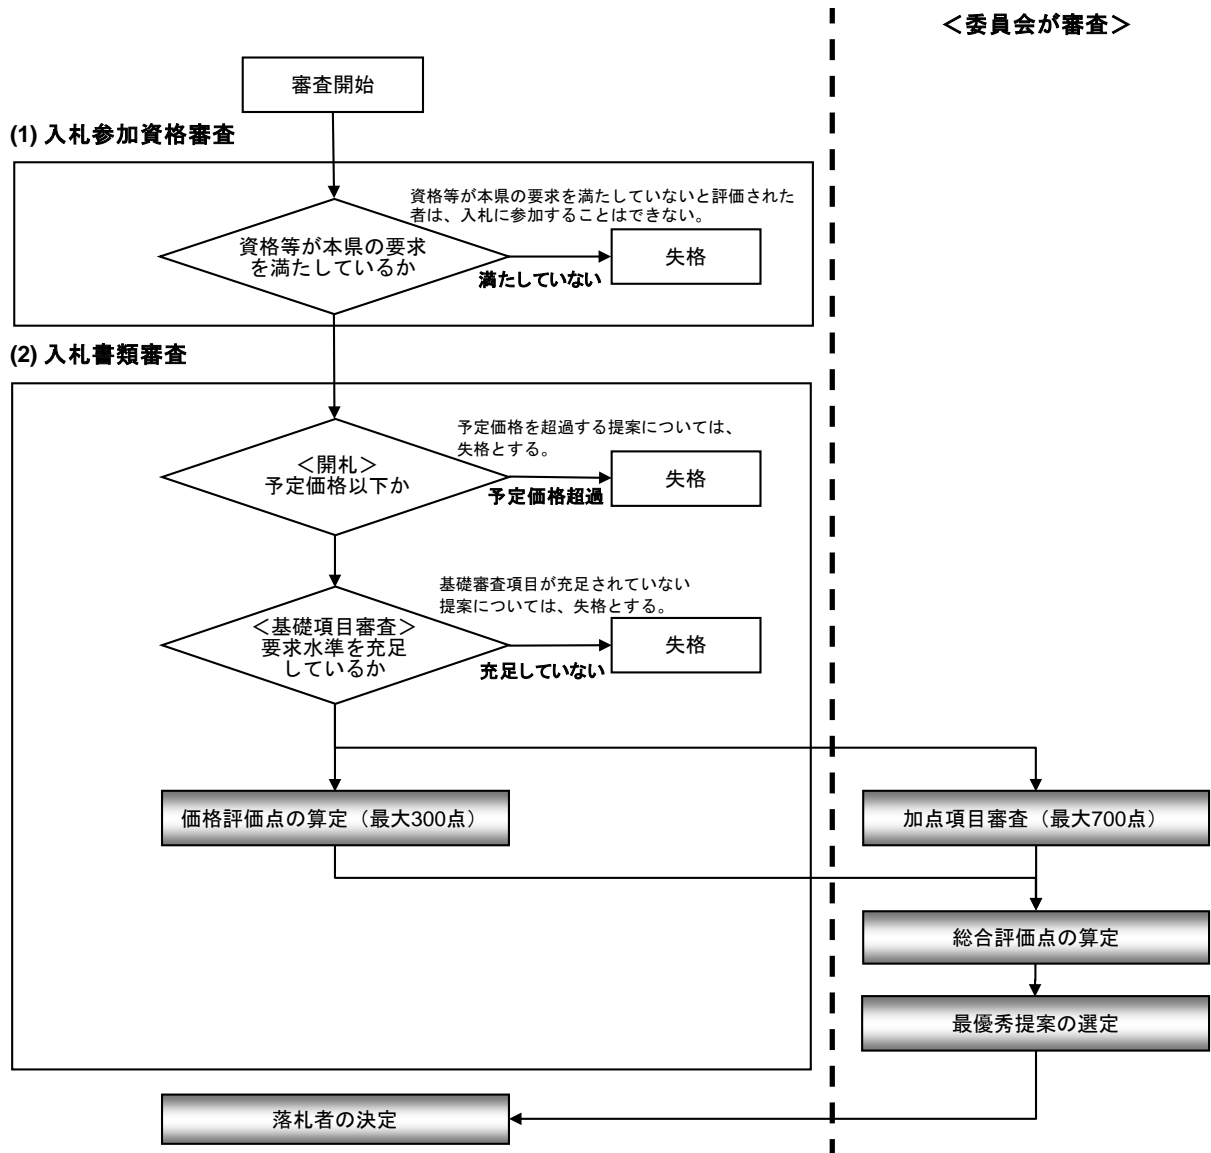 ＜委員会が審査＞
審査開始
(1) 入札参加資格審査
資格等が本県の要求を満たしていないと評価された
者は、入札に参加することはできない。
資格等が本県の要求
を満たしているか
失格
満たしていない
(2) 入札書類審査
予定価格を超過する提案については、
失格とする。
＜開札＞
予定価格以下か
失格
予定価格超過
基礎審査項目が充足されていない
提案については、失格とする。
＜基礎項目審査＞
要求水準を充足
しているか
失格
充足していない
価格評価点の算定（最大300点）
加点項目審査（最大700点）
総合評価点の算定
最優秀提案の選定
落札者の決定